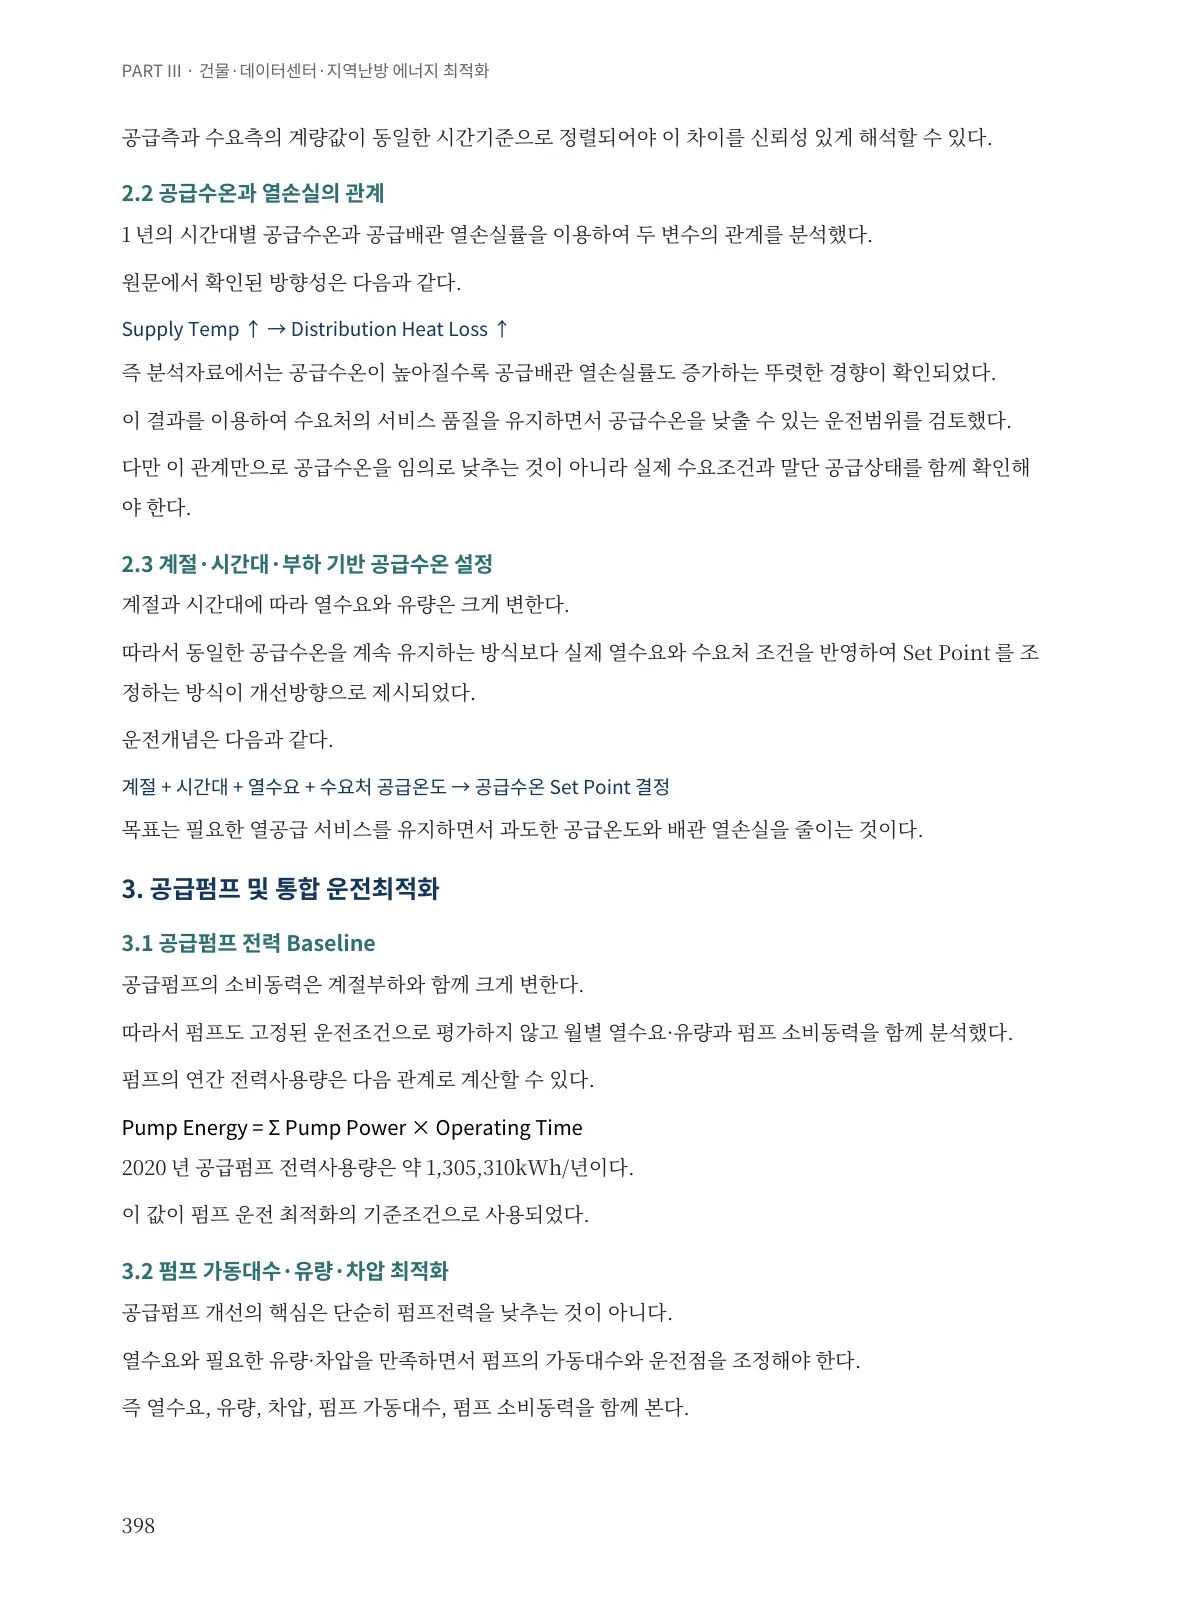 PART III · 건물·데이터센터·지역난방 에너지 최적화
공급측과 수요측의 계량값이 동일한 시간기준으로 정렬되어야 이 차이를 신뢰성 있게 해석할 수 있다.
2.2 공급수온과 열손실의 관계
1년의 시간대별 공급수온과 공급배관 열손실률을 이용하여 두 변수의 관계를 분석했다.
원문에서 확인된 방향성은 다음과 같다.
Supply Temp ↑ → Distribution Heat Loss ↑
즉 분석자료에서는 공급수온이 높아질수록 공급배관 열손실률도 증가하는 뚜렷한 경향이 확인되었다.
이 결과를 이용하여 수요처의 서비스 품질을 유지하면서 공급수온을 낮출 수 있는 운전범위를 검토했다.
다만 이 관계만으로 공급수온을 임의로 낮추는 것이 아니라 실제 수요조건과 말단 공급상태를 함께 확인해
야 한다.
2.3 계절·시간대·부하 기반 공급수온 설정
계절과 시간대에 따라 열수요와 유량은 크게 변한다.
따라서 동일한 공급수온을 계속 유지하는 방식보다 실제 열수요와 수요처 조건을 반영하여 Set Point를 조
정하는 방식이 개선방향으로 제시되었다.
운전개념은 다음과 같다.
계절 + 시간대 + 열수요 + 수요처 공급온도 → 공급수온 Set Point 결정
목표는 필요한 열공급 서비스를 유지하면서 과도한 공급온도와 배관 열손실을 줄이는 것이다.
3. 공급펌프 및 통합 운전최적화
3.1 공급펌프 전력 Baseline
공급펌프의 소비동력은 계절부하와 함께 크게 변한다.
따라서 펌프도 고정된 운전조건으로 평가하지 않고 월별 열수요·유량과 펌프 소비동력을 함께 분석했다.
펌프의 연간 전력사용량은 다음 관계로 계산할 수 있다.
Pump Energy = Σ Pump Power × Operating Time
2020년 공급펌프 전력사용량은 약 1,305,310kWh/년이다.
이 값이 펌프 운전 최적화의 기준조건으로 사용되었다.
3.2 펌프 가동대수·유량·차압 최적화
공급펌프 개선의 핵심은 단순히 펌프전력을 낮추는 것이 아니다.
열수요와 필요한 유량·차압을 만족하면서 펌프의 가동대수와 운전점을 조정해야 한다.
즉 열수요, 유량, 차압, 펌프 가동대수, 펌프 소비동력을 함께 본다.
398